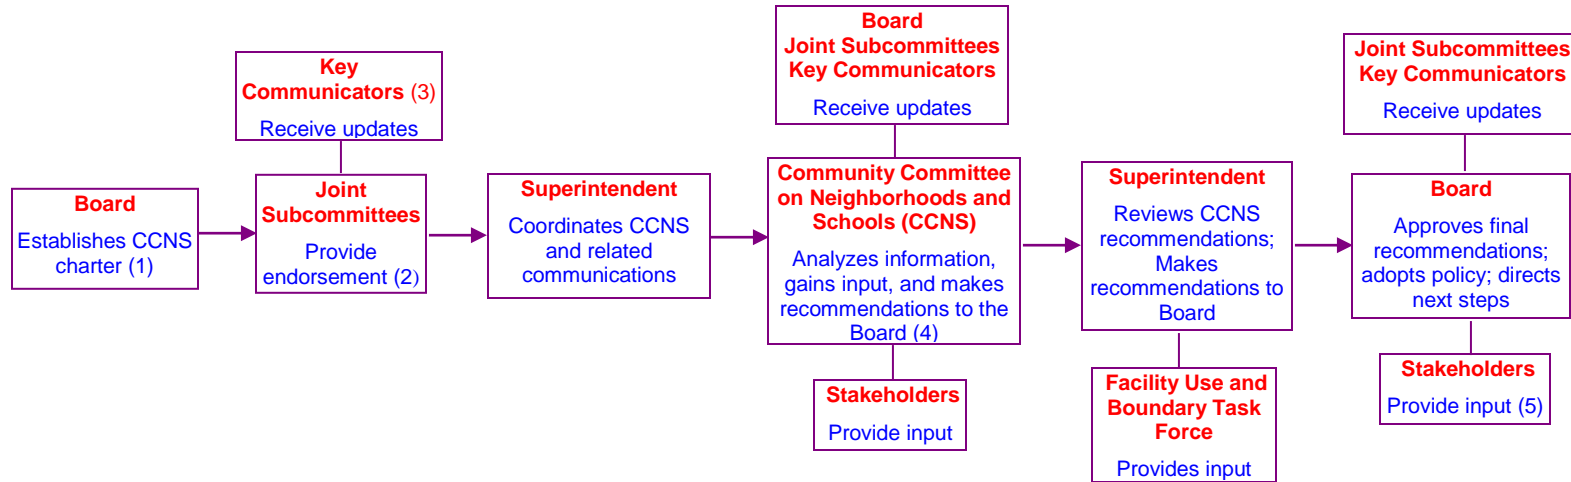 Board
Joint Subcommittees
Key Communicators
Receive updates
Joint Subcommittees
Key Communicators
Receive updates
Key
Communicators (3)
Receive updates
Board
Establishes CCNS
charter (1)
Joint
Subcommittees
Provide
endorsement (2)
Superintendent
Coordinates CCNS
and related
communications
Community Committee
on Neighborhoods and
Schools (CCNS)
Analyzes information,
gains input, and makes
recommendations to the
Board (4)
Superintendent
Reviews CCNS
recommendations;
Makes
recommendations to
Board
Board
Approves final
recommendations;
adopts policy; directs
next steps
Stakeholders
Provide input
Facility Use and
Boundary Task
Force
Provides input
Stakeholders
Provide input (5)